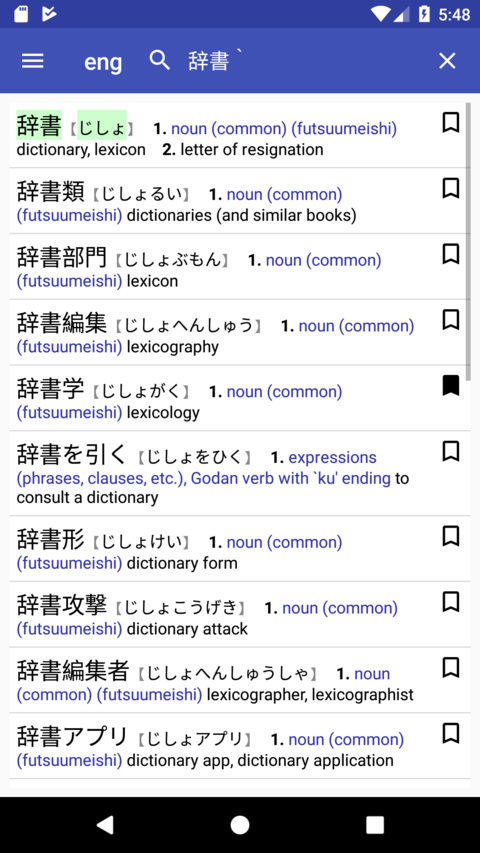 5:48
eng 辞書 `
辞書【じしょ】 1. noun (common) (futsuumeishi)
dictionary, lexicon 2. letter of resignation
辞書類【じしょるい】 1. noun (common)
(futsuumeishi) dictionaries (and similar books)
辞書部門【じしょぶもん】 1. noun (common)
(futsuumeishi) lexicon
辞書編集【じしょへんしゅう】 1. noun (common)
(futsuumeishi) lexicography
辞書学【じしょがく】 1. noun (common)
(futsuumeishi) lexicology
辞書を引く【じしょをひく】 1. expressions
(phrases, clauses, etc.), Godan verb with `ku' ending to
consult a dictionary
辞書形【じしょけい】 1. noun (common)
(futsuumeishi) dictionary form
辞書攻撃【じしょこうげき】 1. noun (common)
(futsuumeishi) dictionary attack
辞書編集者【じしょへんしゅうしゃ】 1. noun
(common) (futsuumeishi) lexicographer, lexicographist
辞書アプリ【じしょアプリ】 1. noun (common)
(futsuumeishi) dictionary app, dictionary application